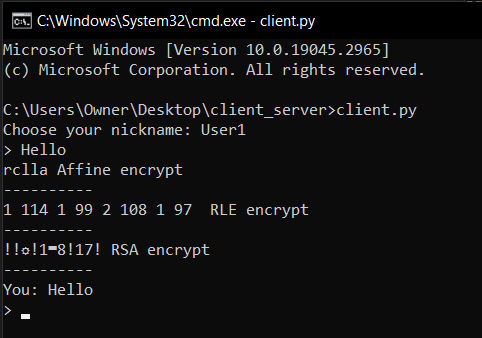 C:\Windows\System32\cmd.exe - client.py
Microsoft Windows [Version 10.0.19045.2965]
(c) Microsoft Corporation. All rights reserved.
C:\Users\Owner\Desktop\client_server>client.py
Choose your nickname: User1
> Hello
rclla Affine encrypt
----------
1 114 1 99 2 108 1 97  RLE encrypt
----------
!!☼!1▬8!17! RSA encrypt
----------
You: Hello
>